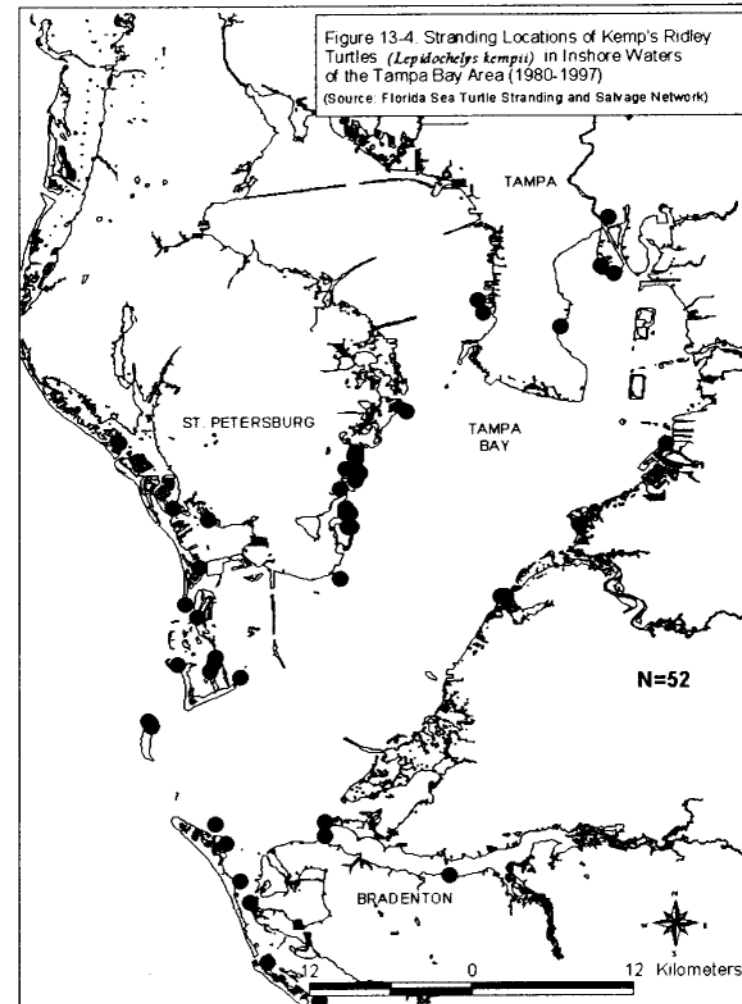 Figure 13-4. Stranding Locations of Kemp's Ridley
Turtles (Lepidochelys kempii) in Inshore Waters
of the Tampa Bay Area (1980-1997)
(Source: Florida Sea Turtle Stranding and Salvage Network)
TAMPA
ST. PETERSBURG
TAMPA
BAY
N=52
BRADENTON
N
W
E
S
12
0
12
Kilometers